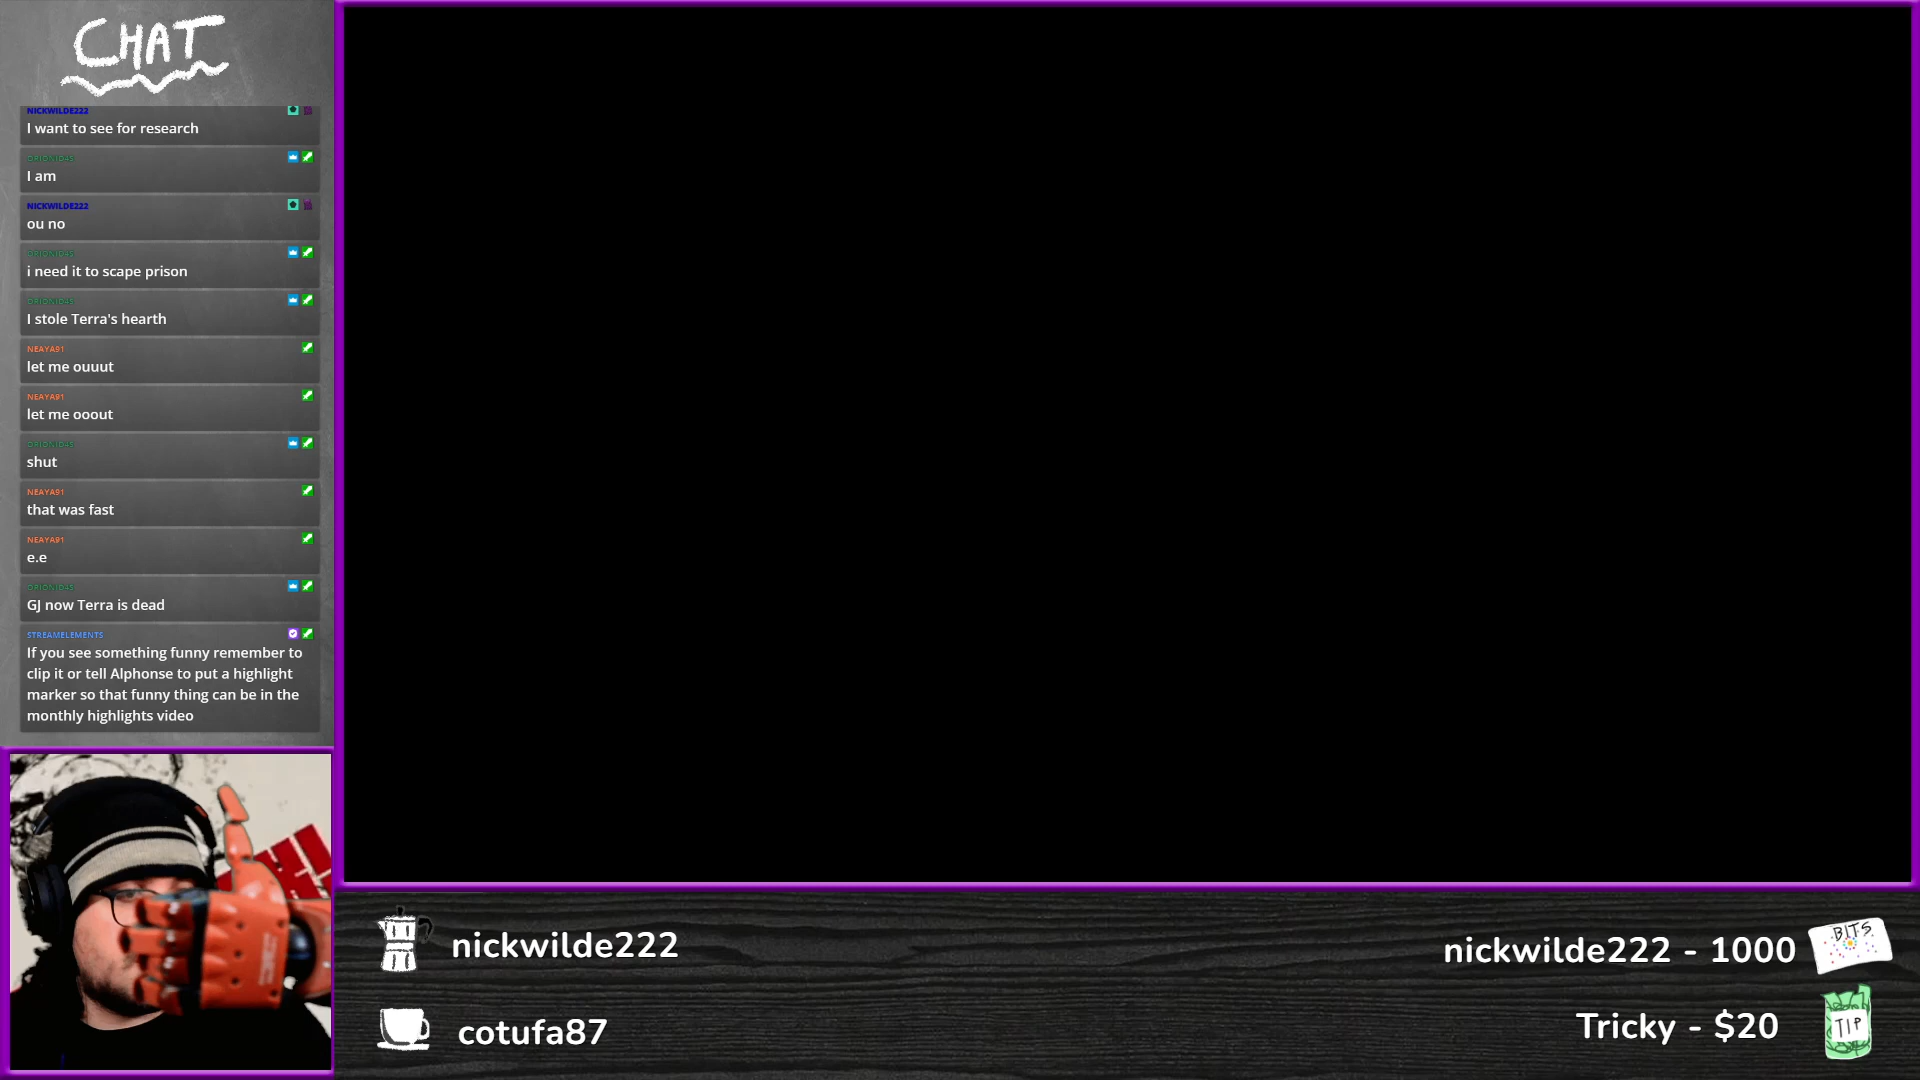 CHAT
NICKWILDE222
I want to see for research
ORION1045
I am
NICKWILDE222
ou no
i need it to scape prison
I stole Terra's hearth
NEAYA91
let me ouuut
NEAYA91
let me ooout
shut
NEAYA91
that was fast
NEAYA91
e.e
GJ now Terra is dead
STREAMELEMENTS
If you see something funny remember to
clip it or tell Alphonse to put a highlight
marker so that funny thing can be in the
monthly highlights video
nickwilde222
nickwilde222 - 1000
BITS
cotufa87
Tricky - $20
TIP